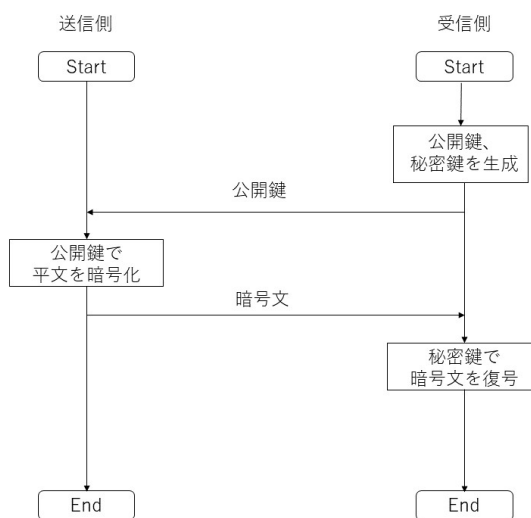 送信側
受信側
Start
Start
公開鍵、
秘密鍵を生成
公開鍵
公開鍵で
平文を暗号化
暗号文
秘密鍵で
暗号文を復号
End
End